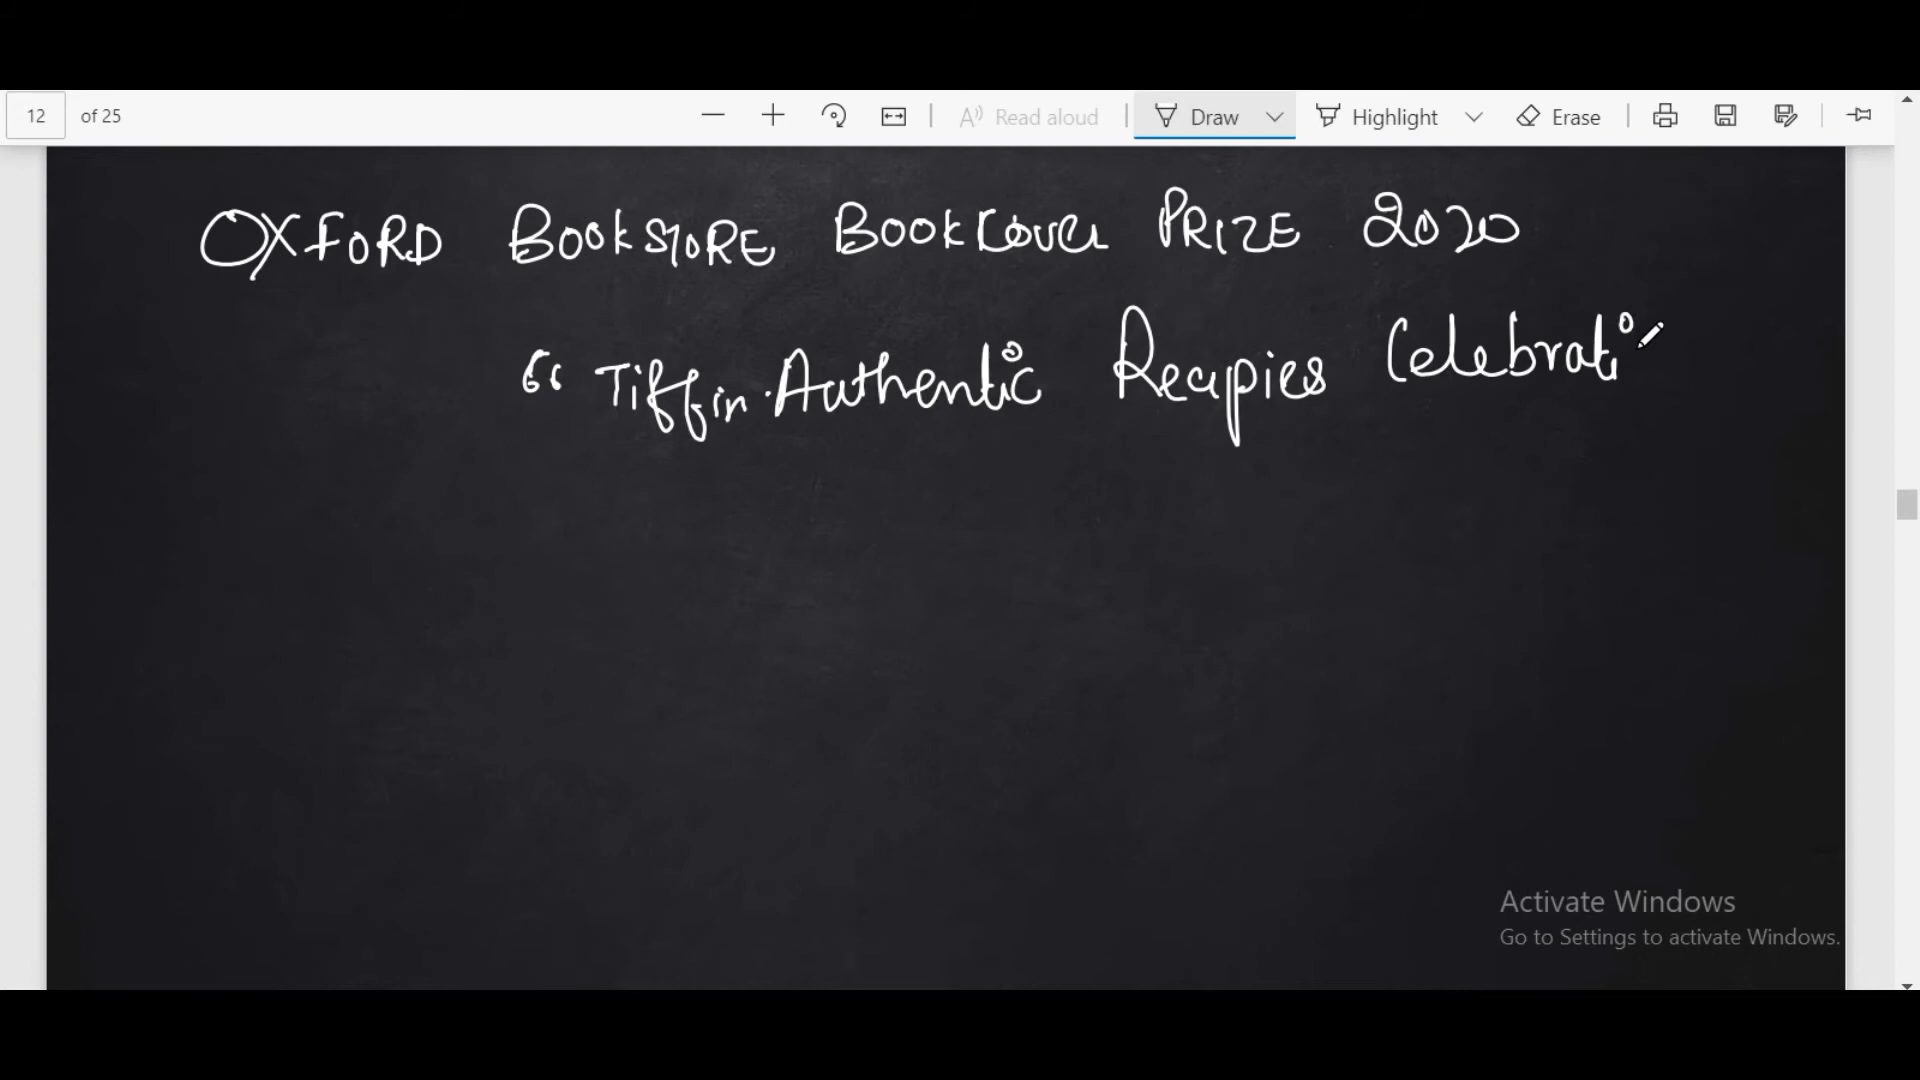 12 of 25 Read aloud Draw Highlight Erase
OXFORD BOOKSTORE BOOKCOVER PRIZE 2020
“ Tiffin. Authentic Recipies Celebrati
Activate Windows
Go to Settings to activate Windows.